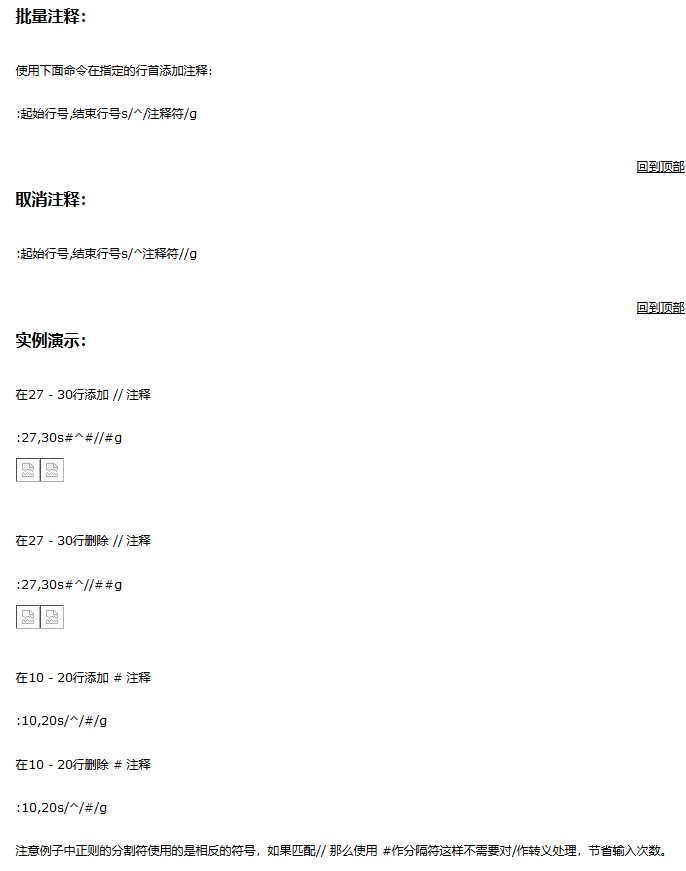 批量注释：
使用下面命令在指定的行首添加注释：
:起始行号,结束行号s/^/注释符/g
回到顶部
取消注释：
:起始行号,结束行号s/^注释符//g
回到顶部
实例演示：
在27 - 30行添加 // 注释
:27,30s#^#//#g
在27 - 30行删除 // 注释
:27,30s#^//##g
在10 - 20行添加 # 注释
:10,20s/^/#/g
在10 - 20行删除 # 注释
:10,20s/^/#/g
注意例子中正则的分割符使用的是相反的符号，如果匹配// 那么使用 #作分隔符这样不需要对/作转义处理，节省输入次数。